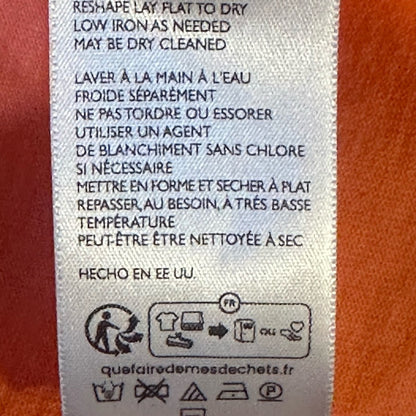 RESHAPE LAY FLAT TO DRY
LOW IRON AS NEEDED
MAY BE DRY CLEANED
LAVER À LA MAIN À L'EAU
FROIDE SÉPARÉMENT
NE PAS TORDRE OU ESSORER
UTILISER UN AGENT
DE BLANCHIMENT SANS CHLORE
SI NÉCESSAIRE
METTRE EN FORME ET SECHER À PLAT
REPASSER, AU BESOIN, À TRÈS BASSE
TEMPÉRATURE
PEUT-ÊTRE ÊTRE NETTOYÉE À SEC
HECHO EN EE UU.
FR
OU
quefairedemesdechets.fr
P